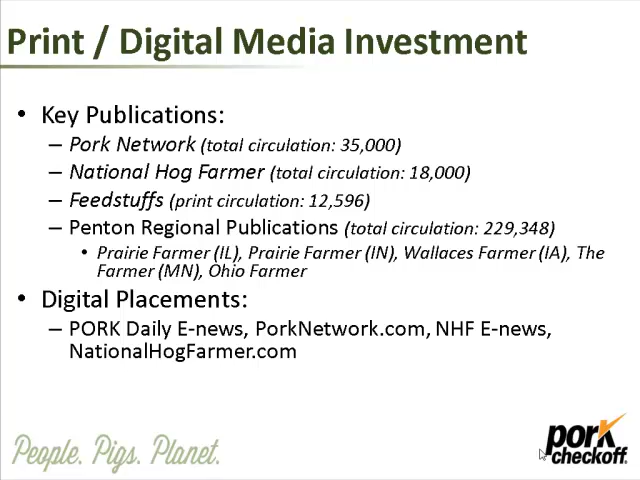 Print / Digital Media Investment
• Key Publications:
– Pork Network (total circulation: 35,000)
– National Hog Farmer (total circulation: 18,000)
– Feedstuffs (print circulation: 12,596)
– Penton Regional Publications (total circulation: 229,348)
• Prairie Farmer (IL), Prairie Farmer (IN), Wallaces Farmer (IA), The
Farmer (MN), Ohio Farmer
• Digital Placements:
– PORK Daily E-news, PorkNetwork.com, NHF E-news,
NationalHogFarmer.com
People. Pigs. Planet.
pork
checkoff.